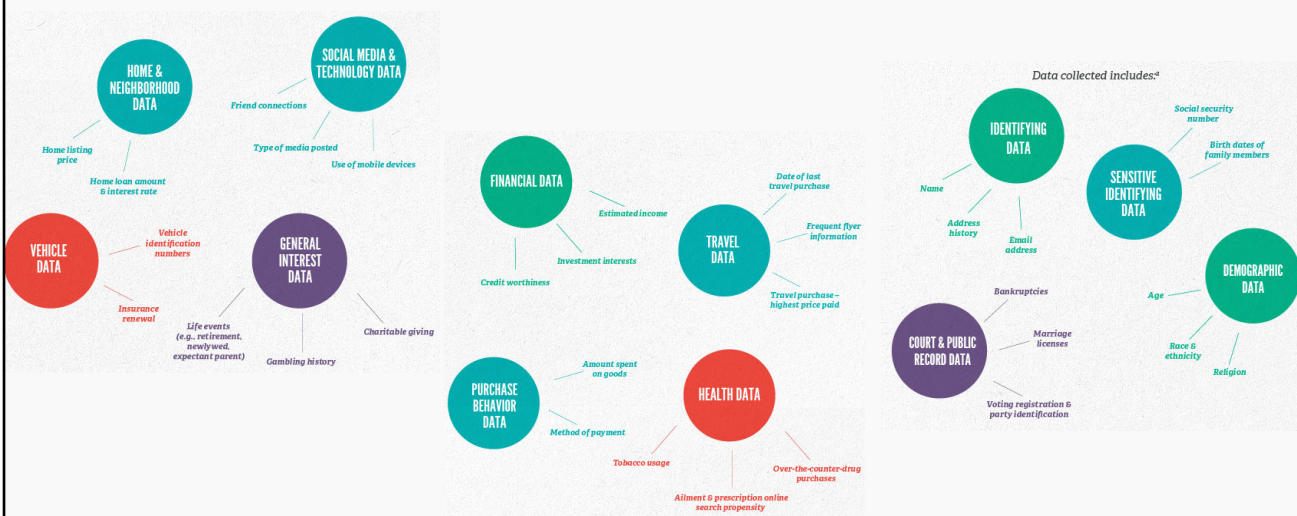 HOME &
NEIGHBORHOOD
DATA
Home listing
price
Home loan amount
& interest rate
SOCIAL MEDIA &
TECHNOLOGY DATA
Friend connections
Type of media posted
Use of mobile devices
VEHICLE
DATA
Vehicle
identification
numbers
Insurance
renewal
GENERAL
INTEREST
DATA
Life events
(e.g., retirement,
newlywed,
expectant parent)
Gambling history
Charitable giving
FINANCIAL DATA
Estimated income
Investment interests
Credit worthiness
TRAVEL
DATA
Date of last
travel purchase
Frequent flyer
information
Travel purchase–
highest price paid
PURCHASE
BEHAVIOR
DATA
Amount spent
on goods
Method of payment
HEALTH DATA
Tobacco usage
Ailment & prescription online
search propensity
Over-the-counter-drug
purchases
Data collected includes:⁴
IDENTIFYING
DATA
Name
Address
history
Email
address
SENSITIVE
IDENTIFYING
DATA
Social security
number
Birth dates of
family members
DEMOGRAPHIC
DATA
Age
Race &
ethnicity
Religion
COURT & PUBLIC
RECORD DATA
Bankruptcies
Marriage
licenses
Voting registration &
party identification